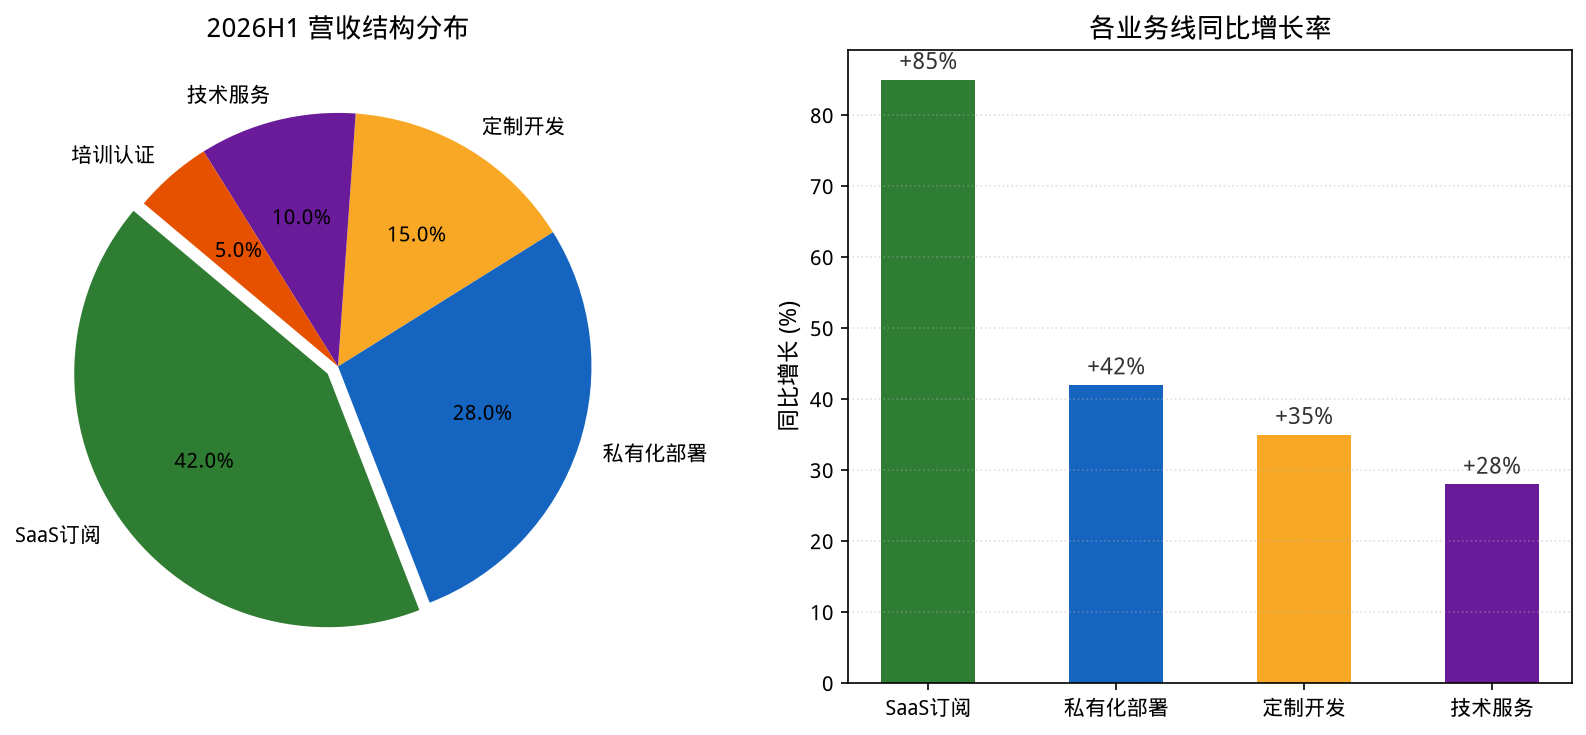 2026H1 营收结构分布
技术服务
定制开发
培训认证
10.0%
15.0%
5.0%
28.0%
私有化部署
42.0%
SaaS订阅
各业务线同比增长率
同比增长 (%)
80
70
60
50
40
30
20
10
0
+85%
+42%
+35%
+28%
SaaS订阅
私有化部署
定制开发
技术服务